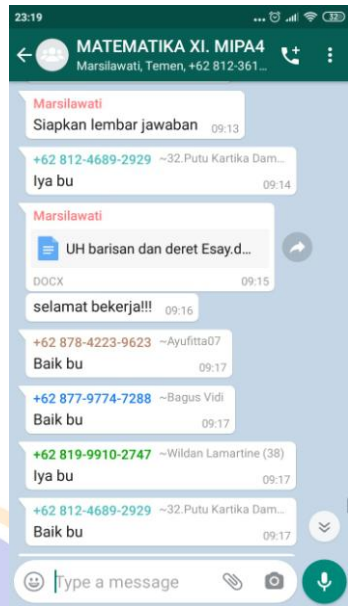 23:19 ... 32
MATEMATIKA XI. MIPA4
Marsilawati, Temen, +62 812-361...
Marsilawati
Siapkan lembar jawaban 09:13
+62 812-4689-2929 ~32.Putu Kartika Dam...
Iya bu 09:14
Marsilawati
UH barisan dan deret Esay.d...
DOCX 09:15
selamat bekerja!!! 09:16
+62 878-4223-9623 ~Ayufitta07
Baik bu 09:17
+62 877-9774-7288 ~Bagus Vidi
Baik bu 09:17
+62 819-9910-2747 ~Wildan Lamartine (38)
Iya bu 09:17
+62 812-4689-2929 ~32.Putu Kartika Dam...
Baik bu 09:17
Type a message